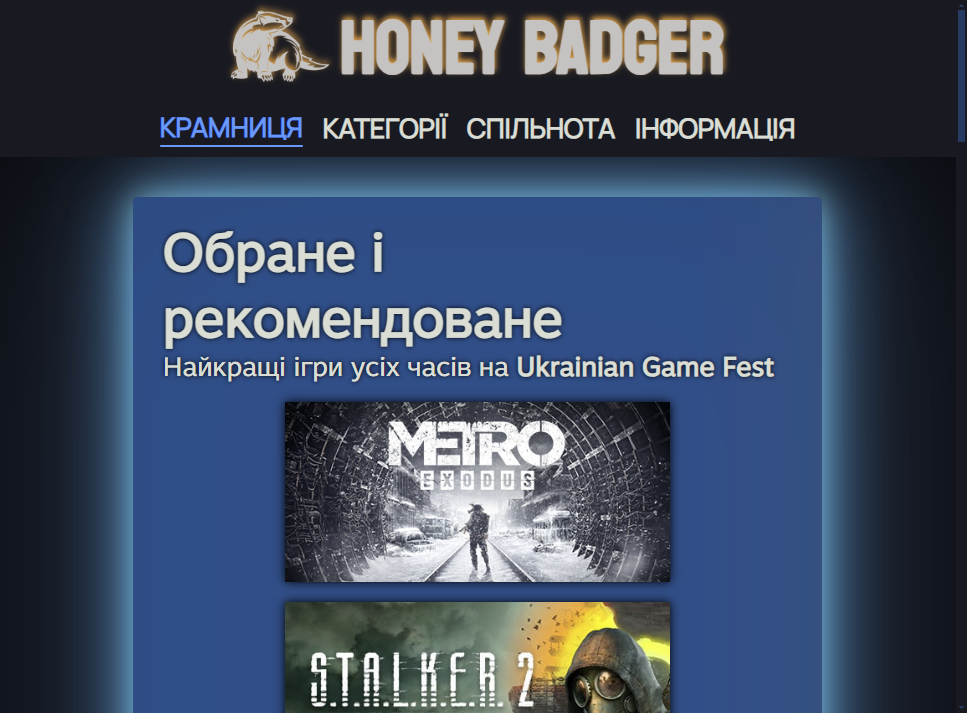 HONEY BADGER
КРАМНИЦЯ КАТЕГОРІЇ СПІЛЬНОТА ІНФОРМАЦІЯ
Обране і
рекомендоване
Найкращі ігри усіх часів на Ukrainian Game Fest
METRO
EXODUS
S.T.A.L.K.E.R. 2